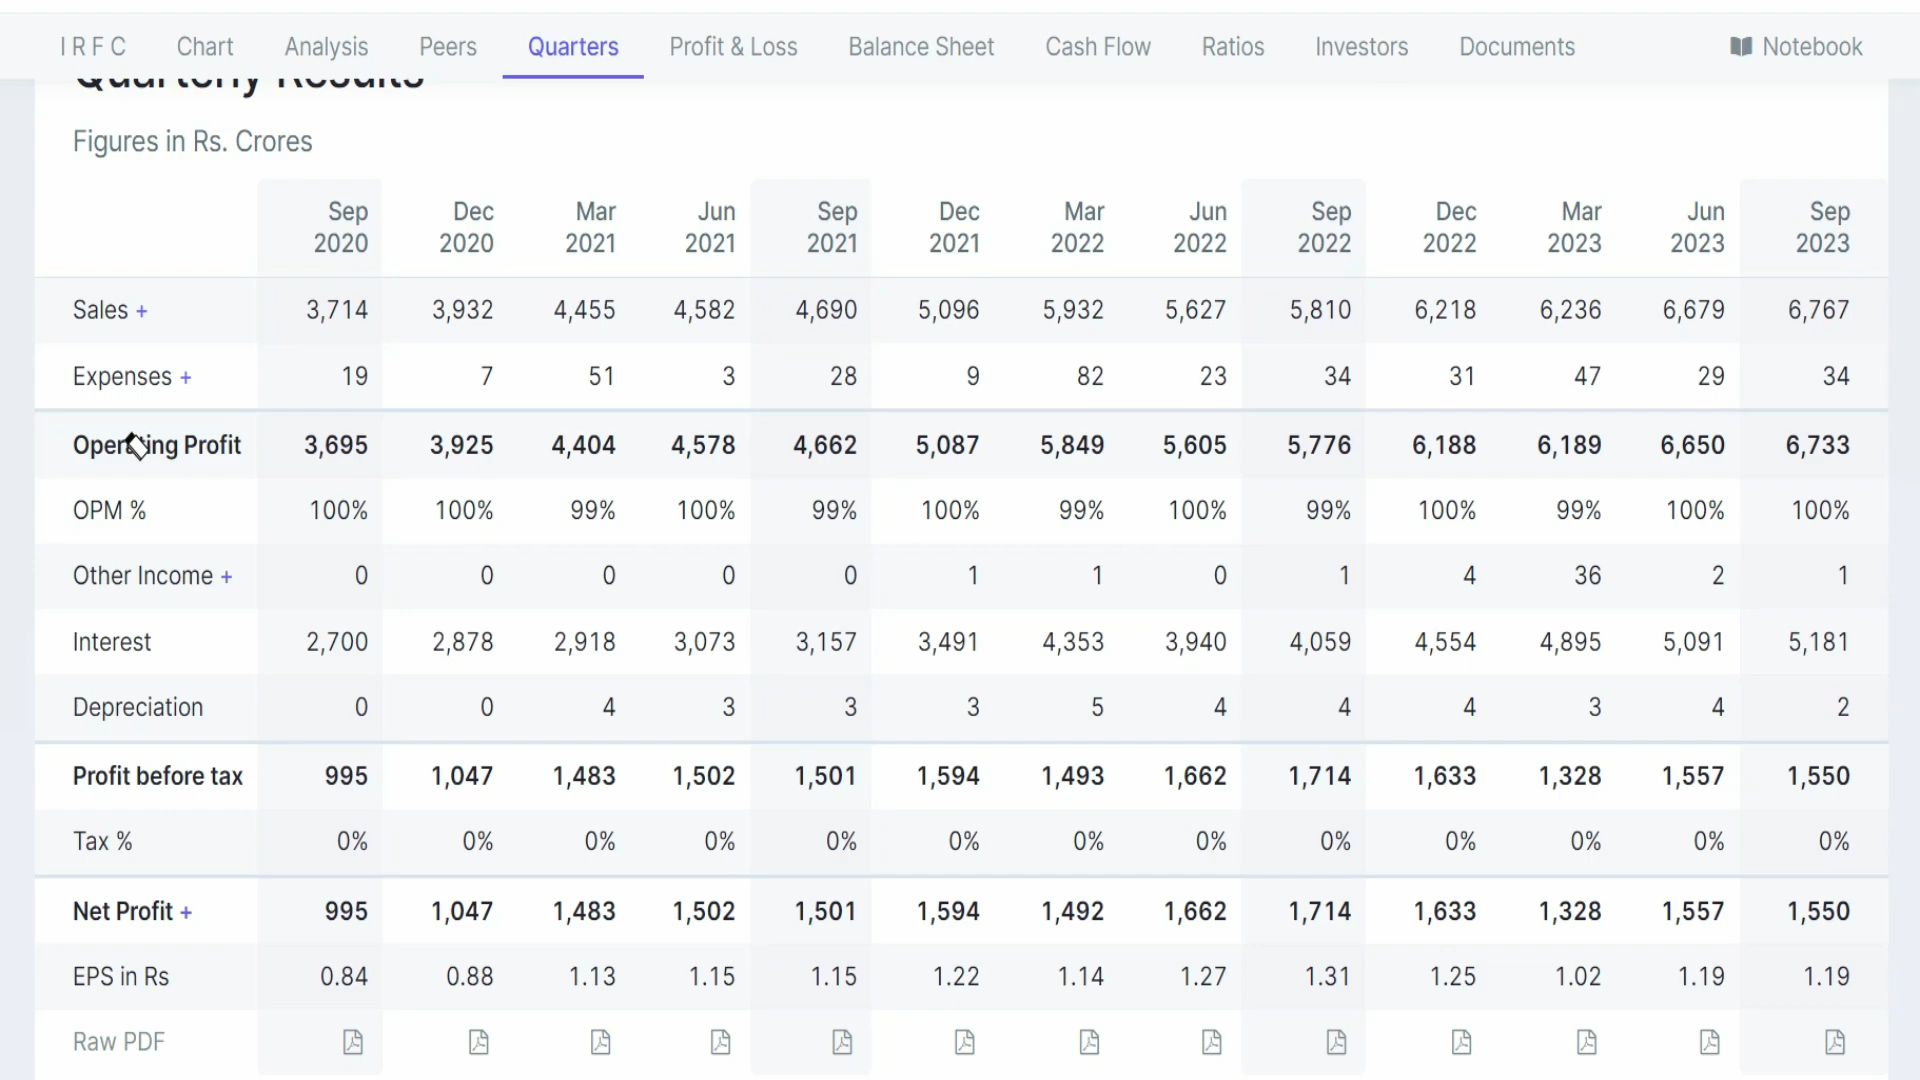 I R F C Chart Analysis Peers Quarters Profit & Loss Balance Sheet Cash Flow Ratios Investors Documents Notebook
Quarterly Results
Figures in Rs. Crores
Sep Dec Mar Jun Sep Dec Mar Jun Sep Dec Mar Jun Sep
2020 2020 2021 2021 2021 2021 2022 2022 2022 2022 2023 2023 2023
Sales + 3,714 3,932 4,455 4,582 4,690 5,096 5,932 5,627 5,810 6,218 6,236 6,679 6,767
Expenses + 19 7 51 3 28 9 82 23 34 31 47 29 34
Operating Profit 3,695 3,925 4,404 4,578 4,662 5,087 5,849 5,605 5,776 6,188 6,189 6,650 6,733
OPM % 100% 100% 99% 100% 99% 100% 99% 100% 99% 100% 99% 100% 100%
Other Income + 0 0 0 0 0 1 1 0 1 4 36 2 1
Interest 2,700 2,878 2,918 3,073 3,157 3,491 4,353 3,940 4,059 4,554 4,895 5,091 5,181
Depreciation 0 0 4 3 3 3 5 4 4 4 3 4 2
Profit before tax 995 1,047 1,483 1,502 1,501 1,594 1,493 1,662 1,714 1,633 1,328 1,557 1,550
Tax % 0% 0% 0% 0% 0% 0% 0% 0% 0% 0% 0% 0% 0%
Net Profit + 995 1,047 1,483 1,502 1,501 1,594 1,492 1,662 1,714 1,633 1,328 1,557 1,550
EPS in Rs 0.84 0.88 1.13 1.15 1.15 1.22 1.14 1.27 1.31 1.25 1.02 1.19 1.19
Raw PDF